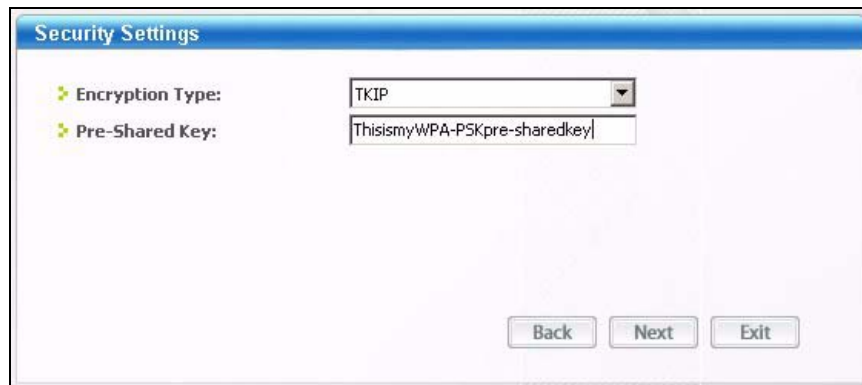 Security Settings
Encryption Type: TKIP
Pre-Shared Key: ThisismyWPA-PSKpre-sharedkey
Back Next Exit